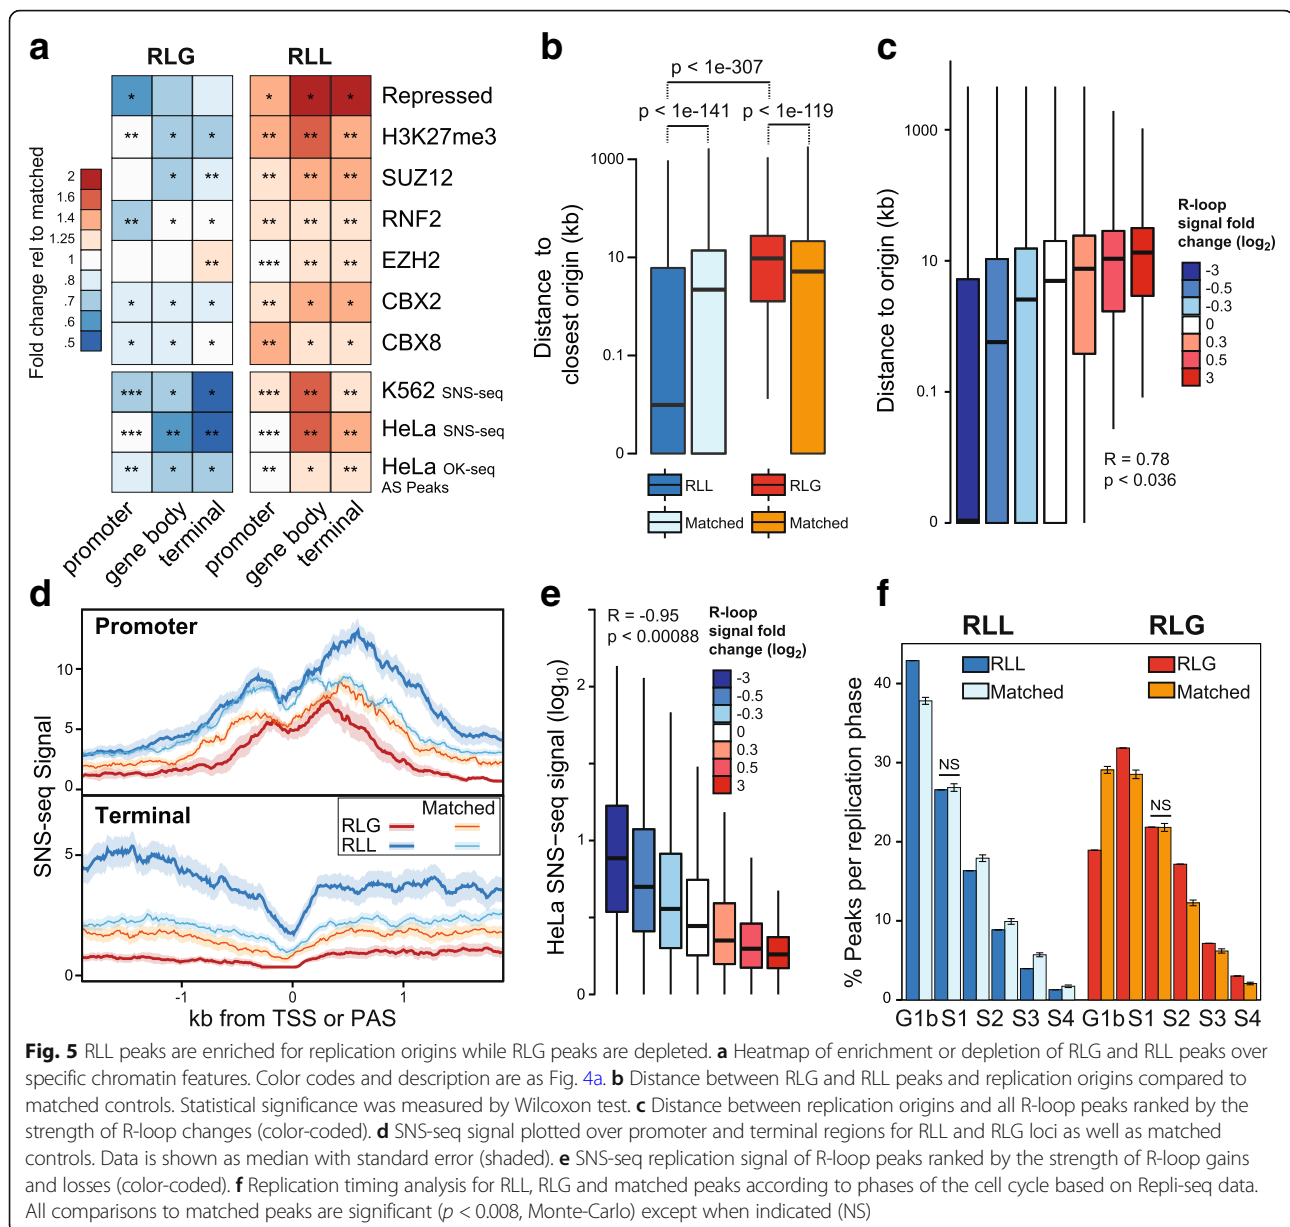 a
RLG RLL
Fold change rel to matched
2
1.6
1.4
1.25
1
.8
.7
.6
.5
* * * * Repressed
** * * ** ** ** H3K27me3
* ** ** ** ** SUZ12
** * * ** ** ** RNF2
** *** ** ** EZH2
* * * ** * * CBX2
* * * ** * * CBX8
*** * * *** ** ** K562 SNS-seq
*** ** ** *** ** ** HeLa SNS-seq
** * * ** * ** HeLa OK-seq
AS Peaks
promoter gene body terminal promoter gene body terminal
b
p < 1e-307
p < 1e-141 p < 1e-119
Distance to
closest origin (kb)
1000
10
0.1
0
RLL RLG
Matched Matched
c
Distance to origin (kb)
1000
10
0.1
0
R-loop
signal fold
change (log2)
-3
-0.5
-0.3
0
0.3
0.5
3
R = 0.78
p < 0.036
d
SNS-seq Signal
Promoter
10
5
0
Terminal
Matched
RLG
RLL
5
0
-1 0 1
kb from TSS or PAS
e
R = -0.95
p < 0.00088
R-loop
signal fold
change (log2)
-3
-0.5
-0.3
0
0.3
0.5
3
HeLa SNS-seq signal (log10)
2
1
0
f
RLL RLG
RLL RLG
Matched Matched
% Peaks per replication phase
40
30
20
10
0
NS NS
G1b S1 S2 S3 S4 G1b S1 S2 S3 S4
Fig. 5 RLL peaks are enriched for replication origins while RLG peaks are depleted. a Heatmap of enrichment or depletion of RLG and RLL peaks over
specific chromatin features. Color codes and description are as Fig. 4a. b Distance between RLG and RLL peaks and replication origins compared to
matched controls. Statistical significance was measured by Wilcoxon test. c Distance between replication origins and all R-loop peaks ranked by the
strength of R-loop changes (color-coded). d SNS-seq signal plotted over promoter and terminal regions for RLL and RLG loci as well as matched
controls. Data is shown as median with standard error (shaded). e SNS-seq replication signal of R-loop peaks ranked by the strength of R-loop gains
and losses (color-coded). f Replication timing analysis for RLL, RLG and matched peaks according to phases of the cell cycle based on Repli-seq data.
All comparisons to matched peaks are significant (p < 0.008, Monte-Carlo) except when indicated (NS)